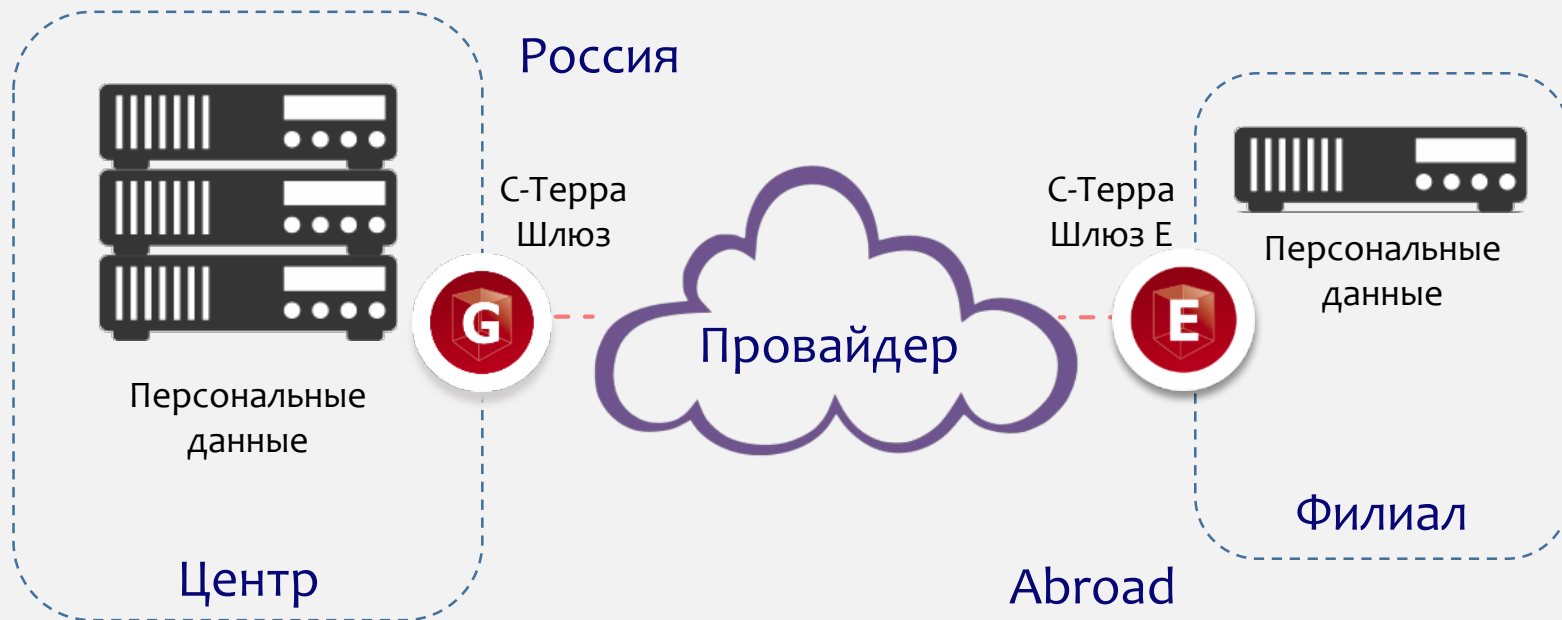 Россия
С-Терра
Шлюз
G
Персональные
данные
Центр
Провайдер
С-Терра
Шлюз Е
E
Персональные
данные
Филиал
Abroad